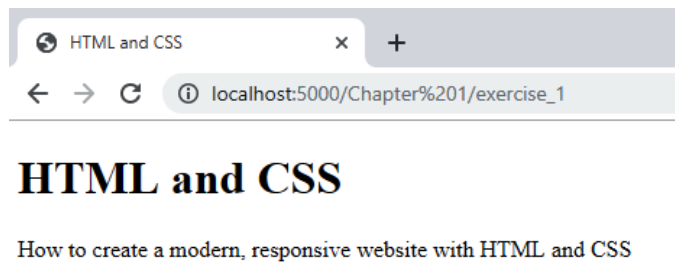 HTML and CSS
localhost:5000/Chapter%201/exercise_1
HTML and CSS
How to create a modern, responsive website with HTML and CSS